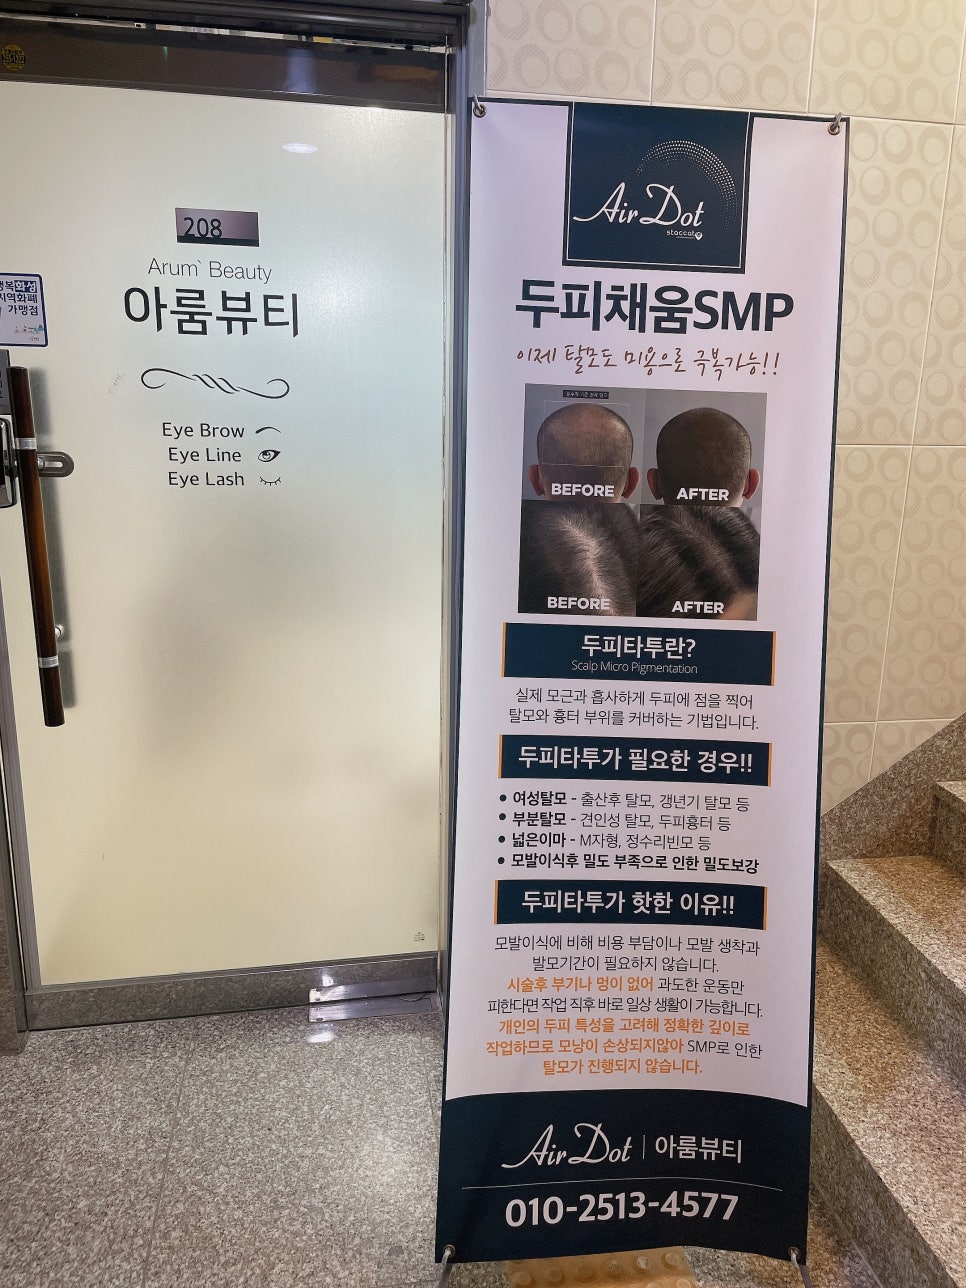 208
Arum` Beauty
아룸뷰티
Eye Brow
Eye Line
Eye Lash
행복화성
지역화폐
가맹점
Air Dot
staccato
두피채움SMP
이제 탈모도 미용으로 극복가능!!
BEFORE
AFTER
BEFORE
AFTER
두피타투란?
Scalp Micro Pigmentation
실제 모근과 흡사하게 두피에 점을 찍어
탈모와 흉터 부위를 커버하는 기법입니다.
두피타투가 필요한 경우!!
• 여성탈모 - 출산후 탈모, 갱년기 탈모 등
• 부분탈모 - 견인성 탈모, 두피흉터 등
• 넓은이마 - M자형, 정수리빈모 등
• 모발이식후 밀도 부족으로 인한 밀도보강
두피타투가 핫한 이유!!
모발이식에 비해 비용 부담이나 모발 생착과
발모기간이 필요하지 않습니다.
시술후 부기나 멍이 없어 과도한 운동만
피한다면 작업 직후 바로 일상 생활이 가능합니다.
개인의 두피 특성을 고려해 정확한 깊이로
작업하므로 모낭이 손상되지않아 SMP로 인한
탈모가 진행되지 않습니다.
Air Dot | 아룸뷰티
010-2513-4577